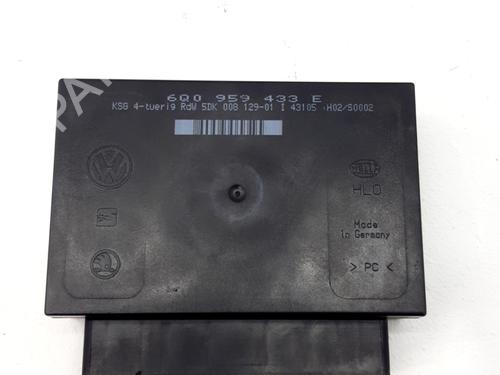 6Q0 959 433 E
KSG 4-tuerig RdW 5DK 008 129-01 I 43105 H02/S0002
HELLA
HLO
Made
in Germany
> PC <